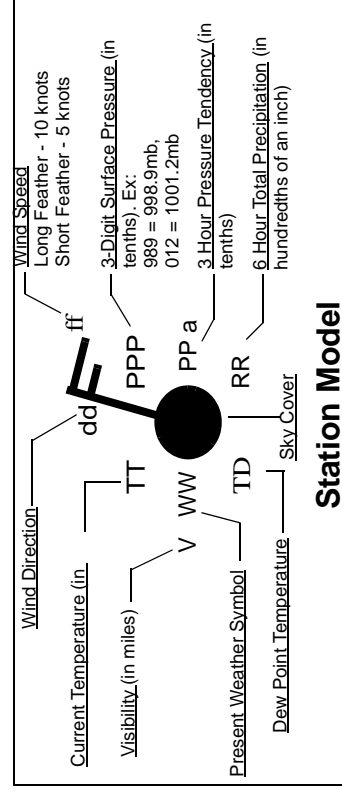 Wind Direction
Wind Speed
Long Feather - 10 knots
Short Feather - 5 knots
Current Temperature (in
Visibility (in miles)
Present Weather Symbol
Dew Point Temperature
dd
ff
TT
PPP
V
WW
PP a
TD
RR
3-Digit Surface Pressure (in
tenths). Ex:
989 = 998.9mb,
012 = 1001.2mb
3 Hour Pressure Tendency (in
tenths)
6 Hour Total Precipitation (in
hundredths of an inch)
Sky Cover
Station Model